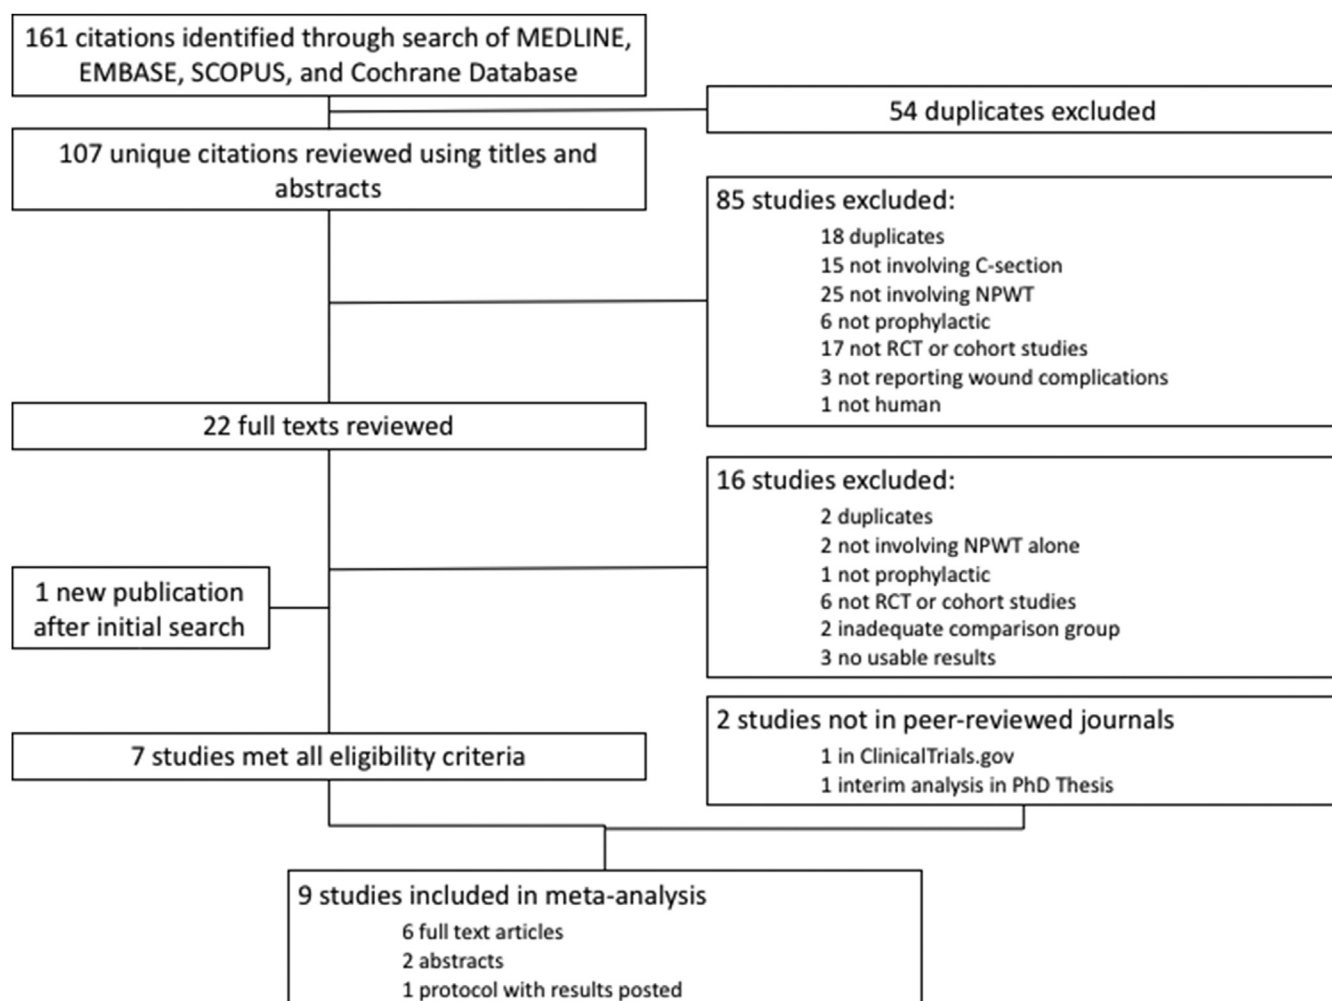 161 citations identified through search of MEDLINE,
EMBASE, SCOPUS, and Cochrane Database
54 duplicates excluded
107 unique citations reviewed using titles and
abstracts
85 studies excluded:
18 duplicates
15 not involving C-section
25 not involving NPWT
6 not prophylactic
17 not RCT or cohort studies
3 not reporting wound complications
1 not human
22 full texts reviewed
16 studies excluded:
2 duplicates
2 not involving NPWT alone
1 not prophylactic
6 not RCT or cohort studies
2 inadequate comparison group
3 no usable results
1 new publication
after initial search
2 studies not in peer-reviewed journals
1 in ClinicalTrials.gov
1 interim analysis in PhD Thesis
7 studies met all eligibility criteria
9 studies included in meta-analysis
6 full text articles
2 abstracts
1 protocol with results posted